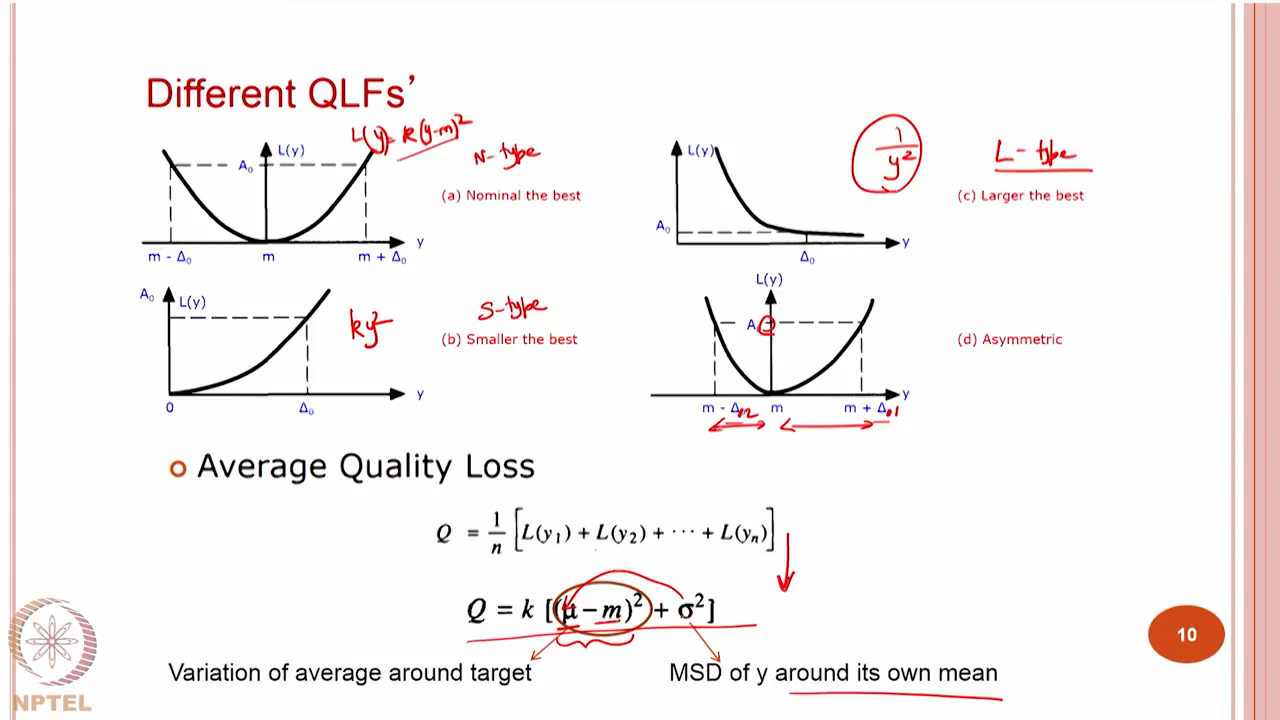 Different QLFs’
L(y)= k(y-m)²
N-type
L(y)
A₀
(a) Nominal the best
y
m - Δ₀
m
m + Δ₀
1/y²
L-type
L(y)
(c) Larger the best
A₀
y
Δ₀
A₀
L(y)
ky²
S-type
(b) Smaller the best
y
0
Δ₀
L(y)
A
(d) Asymmetric
y
m - Δ₀₂
m
m + Δ₀₁
Average Quality Loss
Q = 1/n [L(y₁) + L(y₂) + ··· + L(yₙ)]
Q = k [(μ − m)² + σ²]
10
Variation of average around target
MSD of y around its own mean
NPTEL